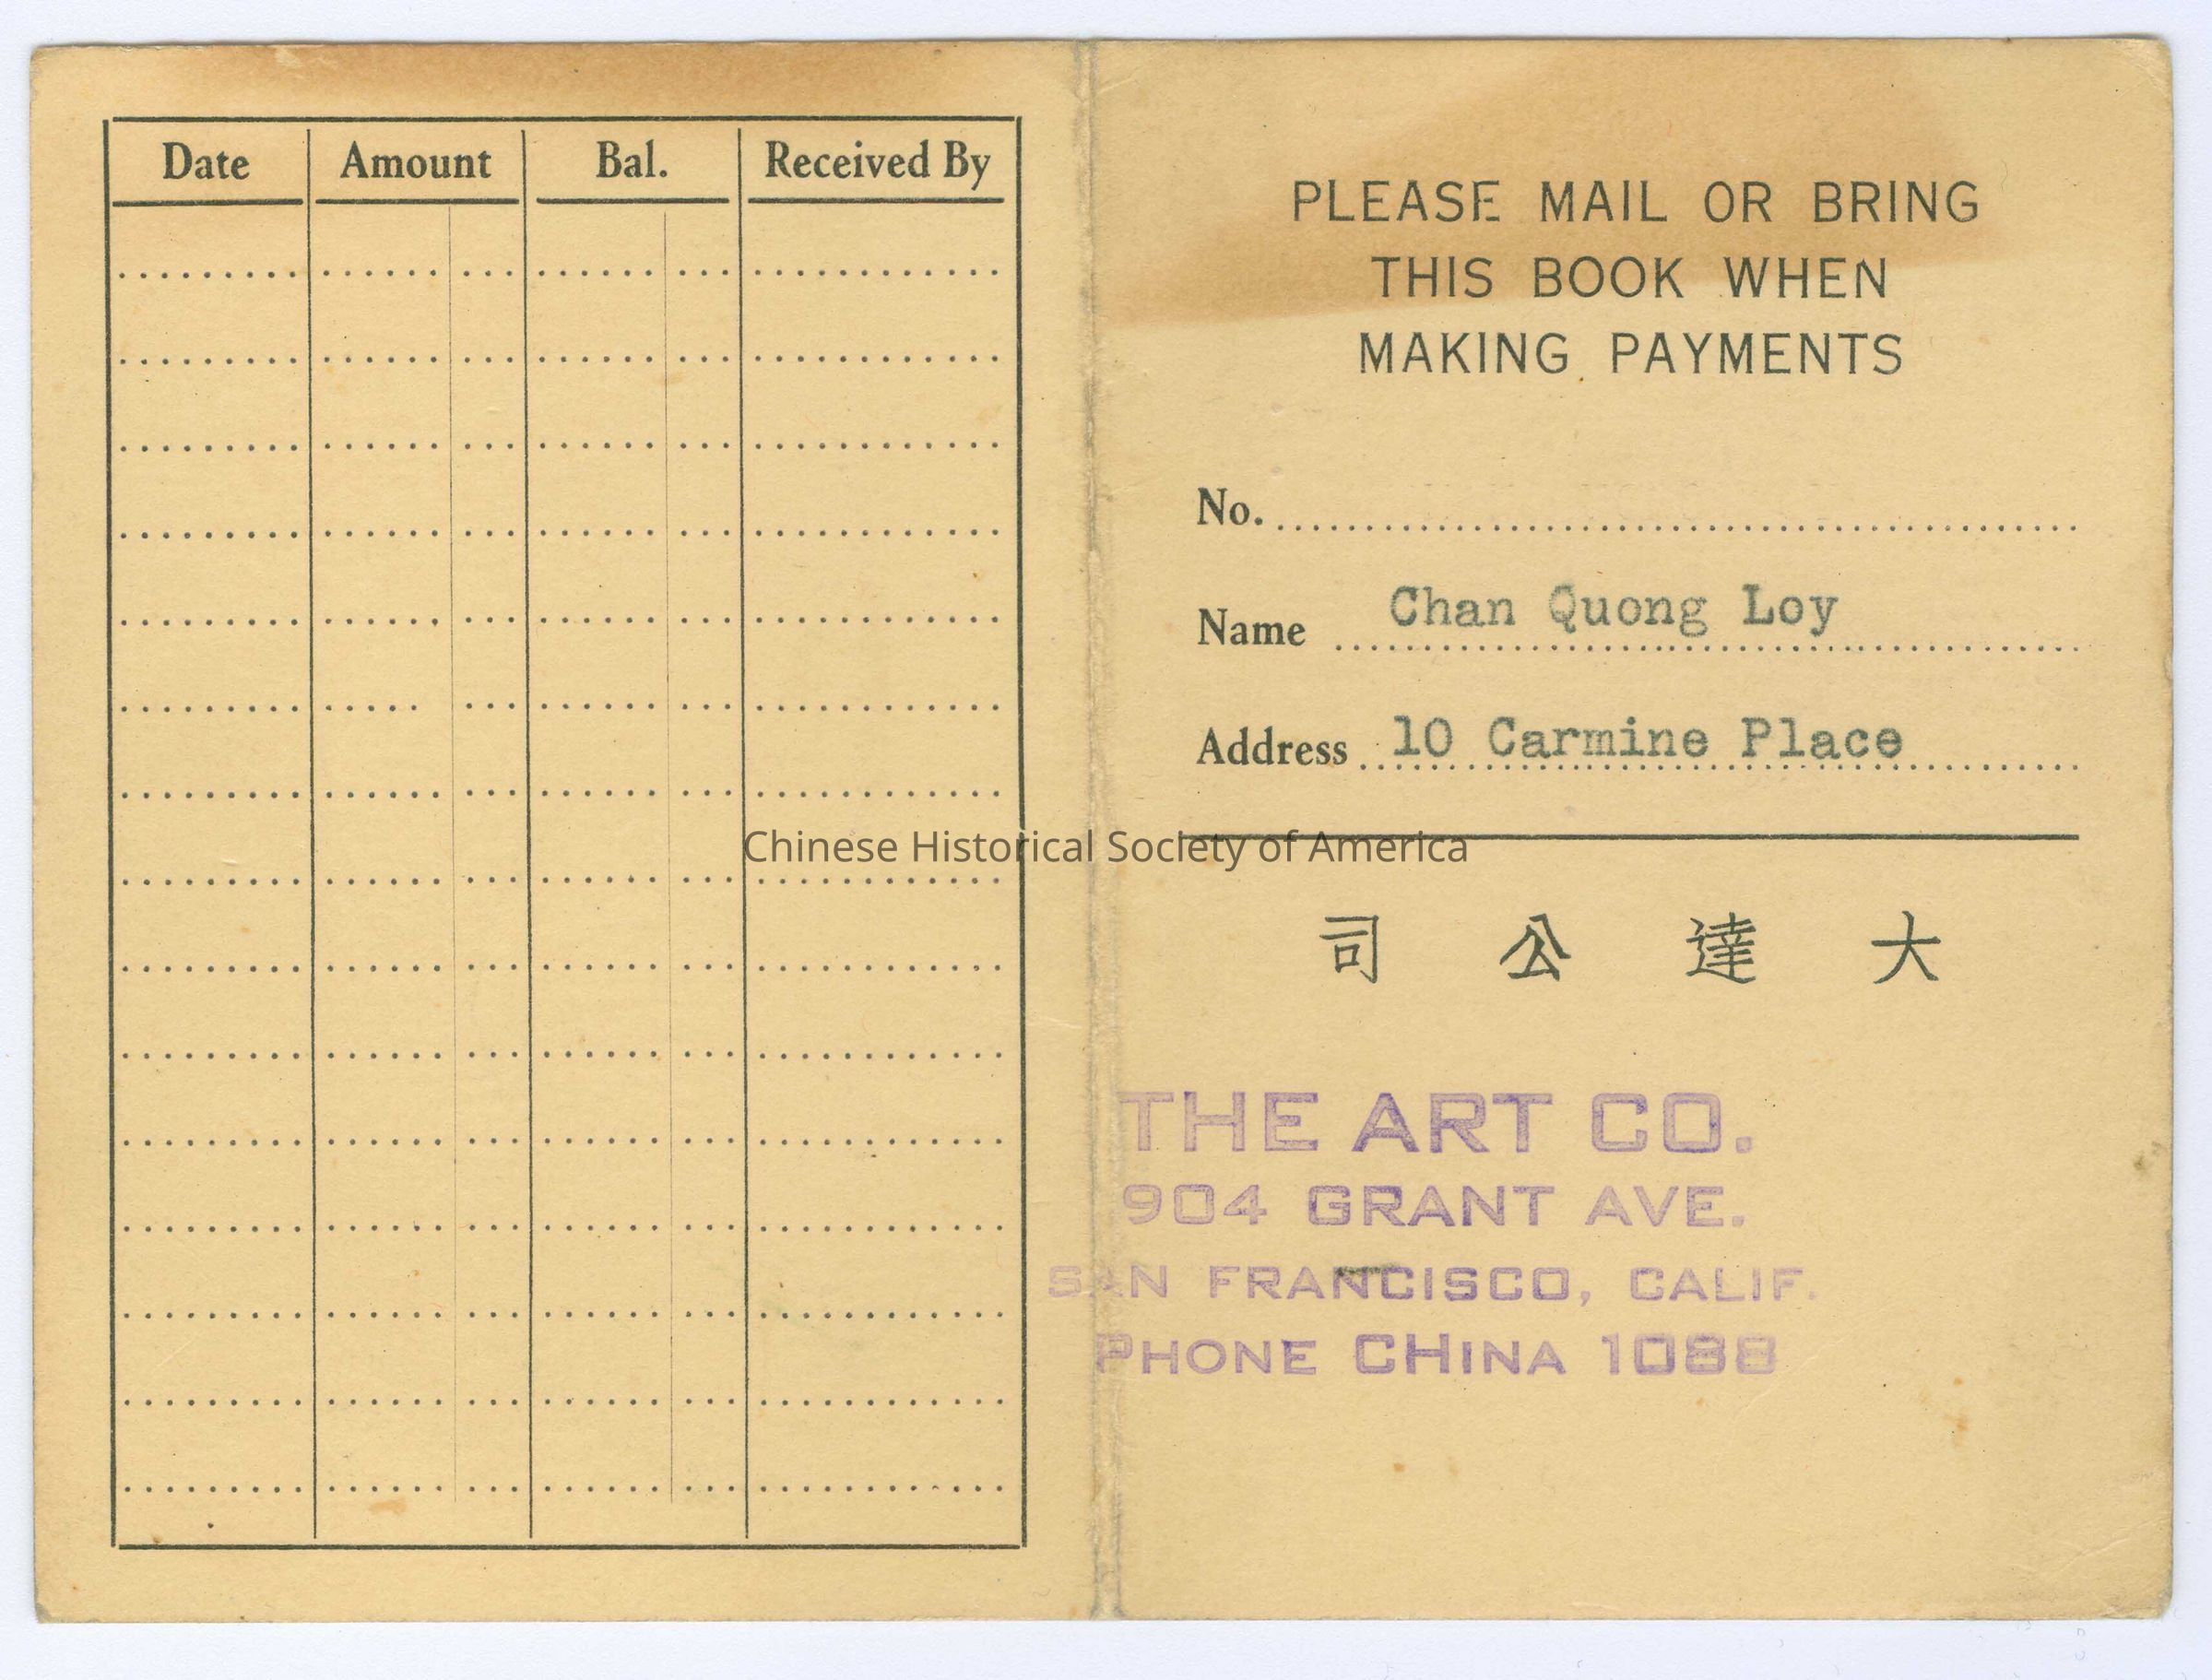 Date Amount Bal. Received By
PLEASE MAIL OR BRING
THIS BOOK WHEN
MAKING PAYMENTS
No.
Name Chan Quong Loy
Address 10 Carmine Place
Chinese Historical Society of America
司 公 達 大
THE ART CO.
904 GRANT AVE.
SAN FRANCISCO, CALIF.
PHONE CHINA 1088